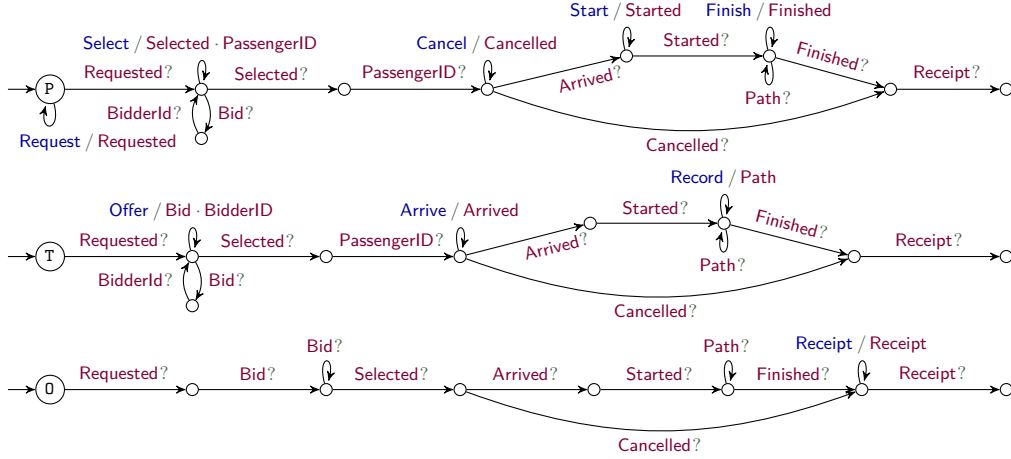 Start / Started Finish / Finished
Select / Selected · PassengerID Cancel / Cancelled Started? Finished?
Requested? Selected? PassengerID? Arrived? Receipt?
P BidderId? Bid? Path?
Request / Requested Cancelled?
Record / Path
Offer / Bid · BidderID Arrive / Arrived Started? Finished?
Requested? Selected? PassengerID? Arrived? Receipt?
T BidderId? Bid? Path?
Cancelled?
Bid? Path? Receipt / Receipt
Requested? Bid? Selected? Arrived? Started? Finished? Receipt?
O
Cancelled?